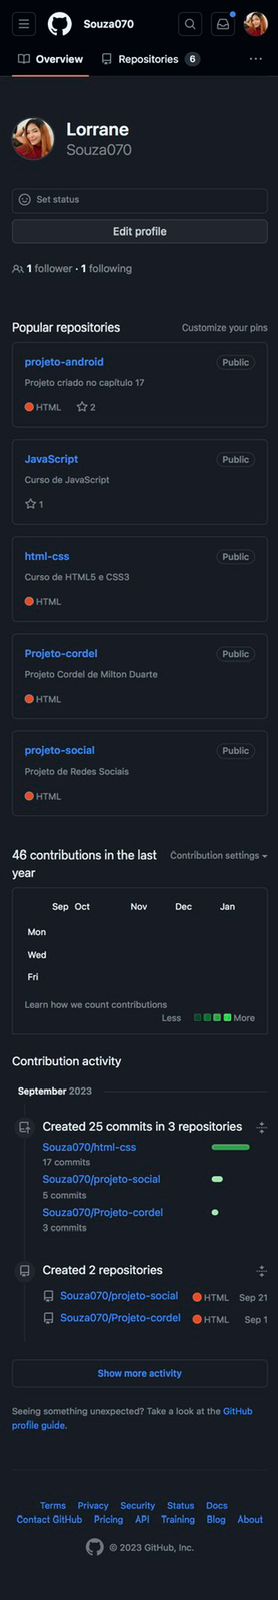 Souza070
Overview
Repositories 6
Lorrane
Souza070
Set status
Edit profile
1 follower · 1 following
Popular repositories
Customize your pins
projeto-android
Public
Projeto criado no capítulo 17
HTML
2
JavaScript
Public
Curso de JavaScript
1
html-css
Public
Curso de HTML5 e CSS3
HTML
Projeto-cordel
Public
Projeto Cordel de Milton Duarte
HTML
projeto-social
Public
Projeto de Redes Sociais
HTML
46 contributions in the last
year
Contribution settings
Sep Oct Nov Dec Jan
Mon
Wed
Fri
Learn how we count contributions
Less More
Contribution activity
September 2023
Created 25 commits in 3 repositories
Souza070/html-css
17 commits
Souza070/projeto-social
5 commits
Souza070/Projeto-cordel
3 commits
Created 2 repositories
Souza070/projeto-social HTML Sep 21
Souza070/Projeto-cordel HTML Sep 1
Show more activity
Seeing something unexpected? Take a look at the GitHub
profile guide.
Terms Privacy Security Status Docs
Contact GitHub Pricing API Training Blog About
© 2023 GitHub, Inc.